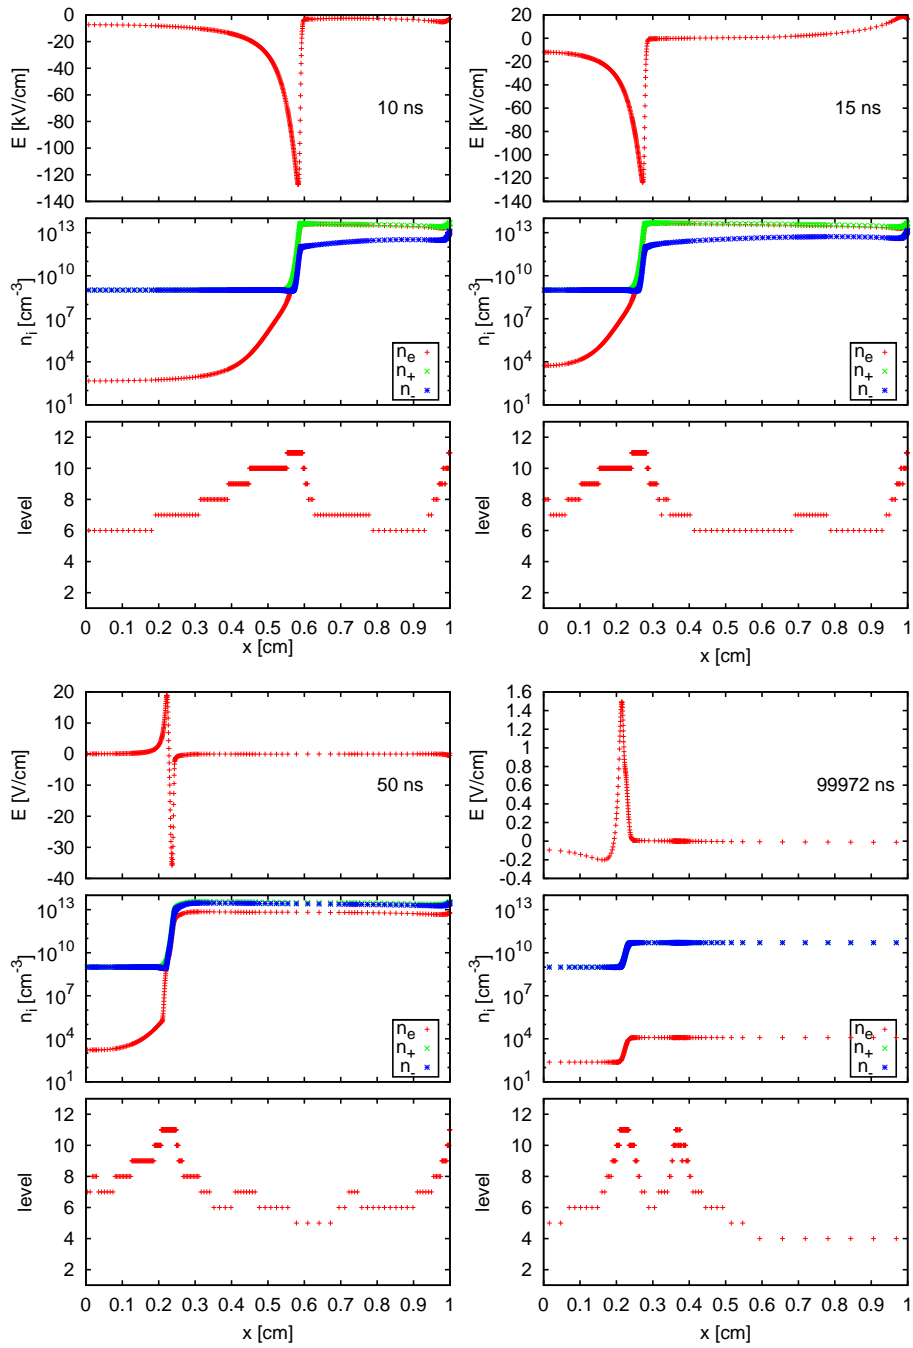 20
0
-20
-40
-60
-80
-100
-120
-140
E [kV/cm]
10 ns
20
0
-20
-40
-60
-80
-100
-120
-140
E [kV/cm]
15 ns
10^13
10^10
10^7
10^4
10^1
n_i [cm^-3]
n_e
n_+
n_-
10^13
10^10
10^7
10^4
10^1
n_i [cm^-3]
n_e
n_+
n_-
12
10
8
6
4
2
level
0 0.1 0.2 0.3 0.4 0.5 0.6 0.7 0.8 0.9 1
x [cm]
12
10
8
6
4
2
level
0 0.1 0.2 0.3 0.4 0.5 0.6 0.7 0.8 0.9 1
x [cm]
20
10
0
-10
-20
-30
-40
E [V/cm]
50 ns
1.6
1.4
1.2
1
0.8
0.6
0.4
0.2
0
-0.2
-0.4
E [V/cm]
99972 ns
10^13
10^10
10^7
10^4
10^1
n_i [cm^-3]
n_e
n_+
n_-
10^13
10^10
10^7
10^4
10^1
n_i [cm^-3]
n_e
n_+
n_-
12
10
8
6
4
2
level
0 0.1 0.2 0.3 0.4 0.5 0.6 0.7 0.8 0.9 1
x [cm]
12
10
8
6
4
2
level
0 0.1 0.2 0.3 0.4 0.5 0.6 0.7 0.8 0.9 1
x [cm]